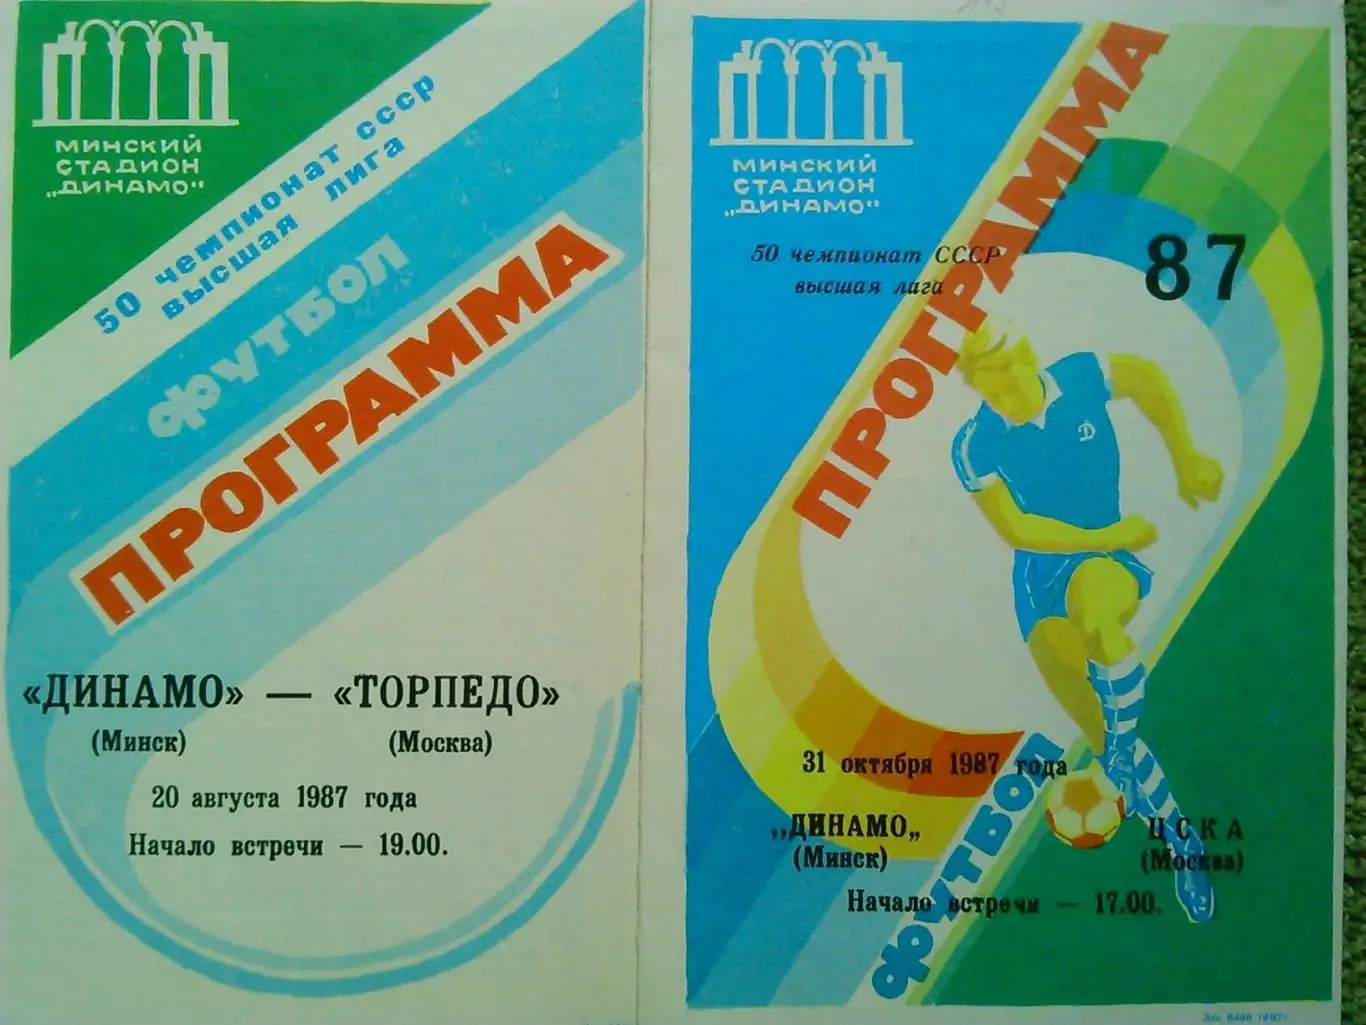 МИНСКИЙ
СТАДИОН
„ДИНАМО"
50 чемпионат ссср
высшая лига
ФУТБОЛ
ПРОГРАММА
«ДИНАМО» — «ТОРПЕДО»
(Минск) (Москва)
20 августа 1987 года
Начало встречи — 19.00.
МИНСКИЙ
СТАДИОН
„ДИНАМО"
50 чемпионат СССР
высшая лига
87
ПРОГРАММА
Д
31 октября 1987 года
„ДИНАМО„ ЦСКА
(Минск) (Москва)
Начало встречи — 17.00.
ФУТБОЛ